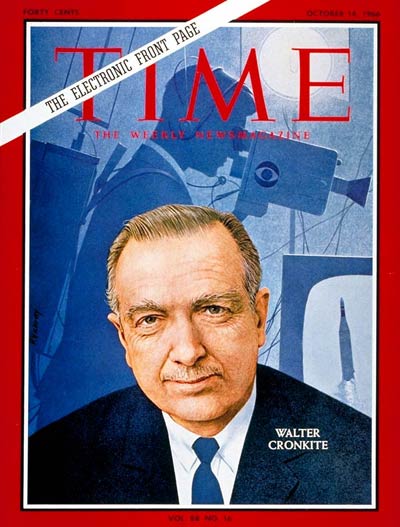 FORTY CENTS
OCTOBER 14, 1966
THE ELECTRONIC FRONT PAGE
TIME
THE WEEKLY NEWSMAGAZINE
WALTER
CRONKITE
VOL. 88 NO. 16